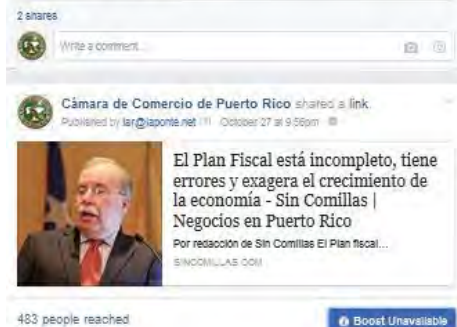 2 shares
Write a comment...
Cámara de Comercio de Puerto Rico shared a link.
Published by lar@laponte.net [?] · October 27 at 9:56pm ·
El Plan Fiscal está incompleto, tiene
errores y exagera el crecimiento de
la economía - Sin Comillas |
Negocios en Puerto Rico
Por redacción de Sin Comillas El Plan fiscal...
SINCOMILLAS.COM
483 people reached
Boost Unavailable